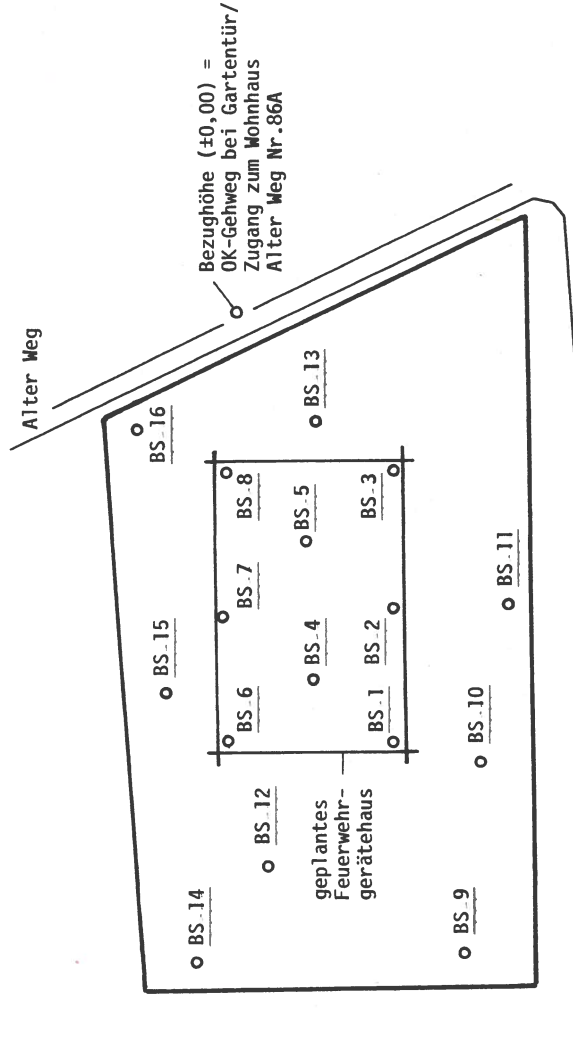 Alter Weg
Bezughöhe (±0,00) =
OK-Gehweg bei Gartentür/
Zugang zum Wohnhaus
Alter Weg Nr.86A
BS 16
BS 13
BS 8
BS 5
BS 3
BS 7
BS 15
BS 4
BS 2
BS 11
BS 6
BS 1
BS 10
BS 12
geplantes
Feuerwehr-
gerätehaus
BS 14
BS 9